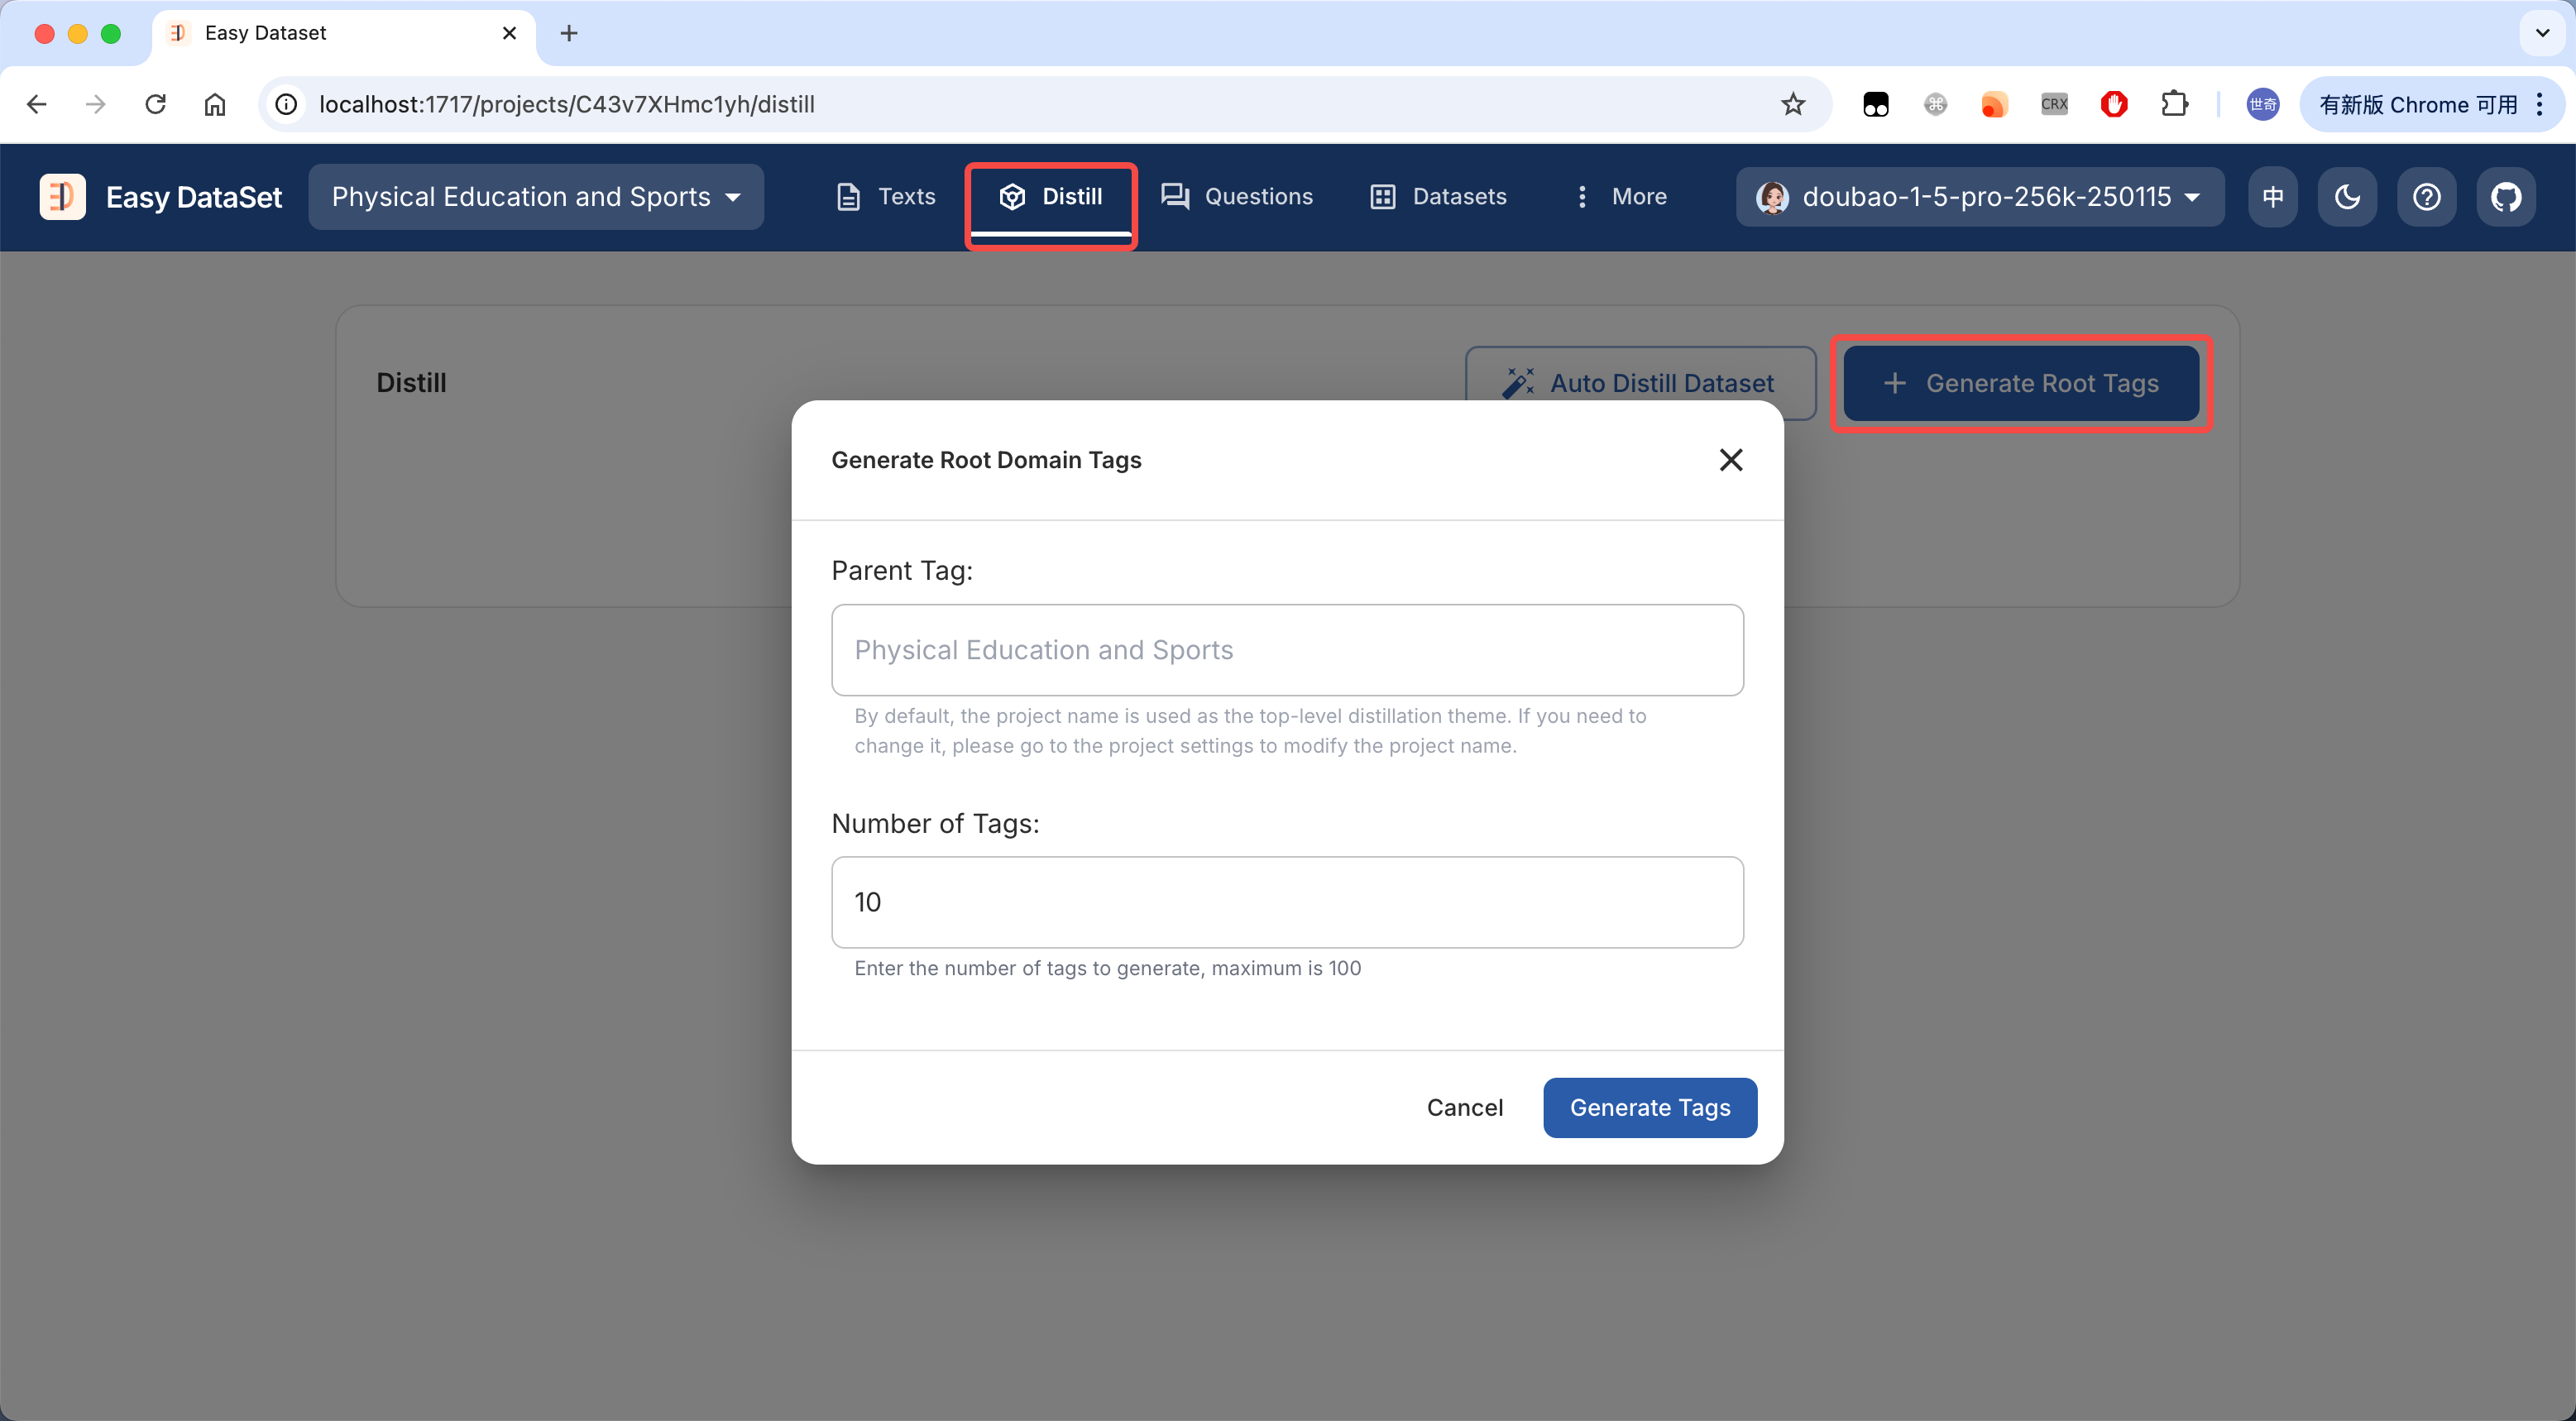 Easy Dataset
localhost:1717/projects/C43v7XHmc1yh/distill
CRX
世奇
有新版 Chrome 可用
Easy DataSet
Physical Education and Sports
Texts
Distill
Questions
Datasets
More
doubao-1-5-pro-256k-250115
中
Distill
Auto Distill Dataset
Generate Root Tags
Generate Root Domain Tags
Parent Tag:
Physical Education and Sports
By default, the project name is used as the top-level distillation theme. If you need to
change it, please go to the project settings to modify the project name.
Number of Tags:
10
Enter the number of tags to generate, maximum is 100
Cancel
Generate Tags